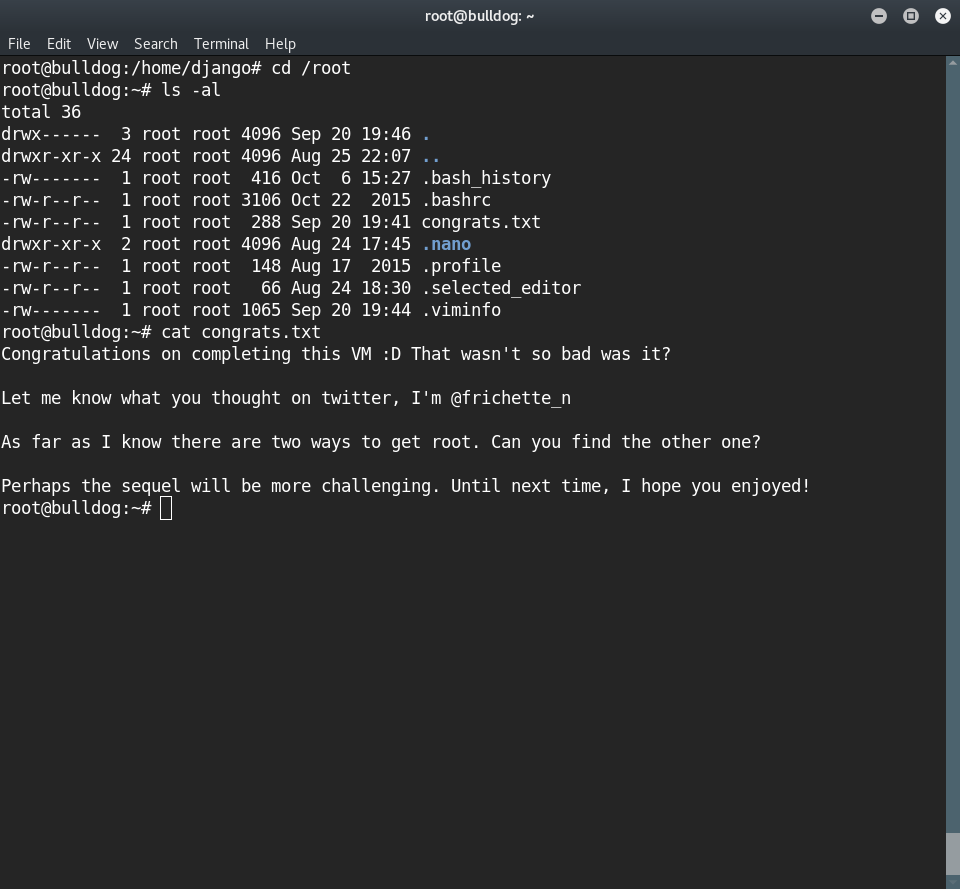 root@bulldog: ~
File Edit View Search Terminal Help
root@bulldog:/home/django# cd /root
root@bulldog:~# ls -al
total 36
drwx------  3 root root 4096 Sep 20 19:46 .
drwxr-xr-x 24 root root 4096 Aug 25 22:07 ..
-rw-------  1 root root  416 Oct  6 15:27 .bash_history
-rw-r--r--  1 root root 3106 Oct 22  2015 .bashrc
-rw-r--r--  1 root root  288 Sep 20 19:41 congrats.txt
drwxr-xr-x  2 root root 4096 Aug 24 17:45 .nano
-rw-r--r--  1 root root  148 Aug 17  2015 .profile
-rw-r--r--  1 root root   66 Aug 24 18:30 .selected_editor
-rw-------  1 root root 1065 Sep 20 19:44 .viminfo
root@bulldog:~# cat congrats.txt
Congratulations on completing this VM :D That wasn't so bad was it?
Let me know what you thought on twitter, I'm @frichette_n
As far as I know there are two ways to get root. Can you find the other one?
Perhaps the sequel will be more challenging. Until next time, I hope you enjoyed!
root@bulldog:~#